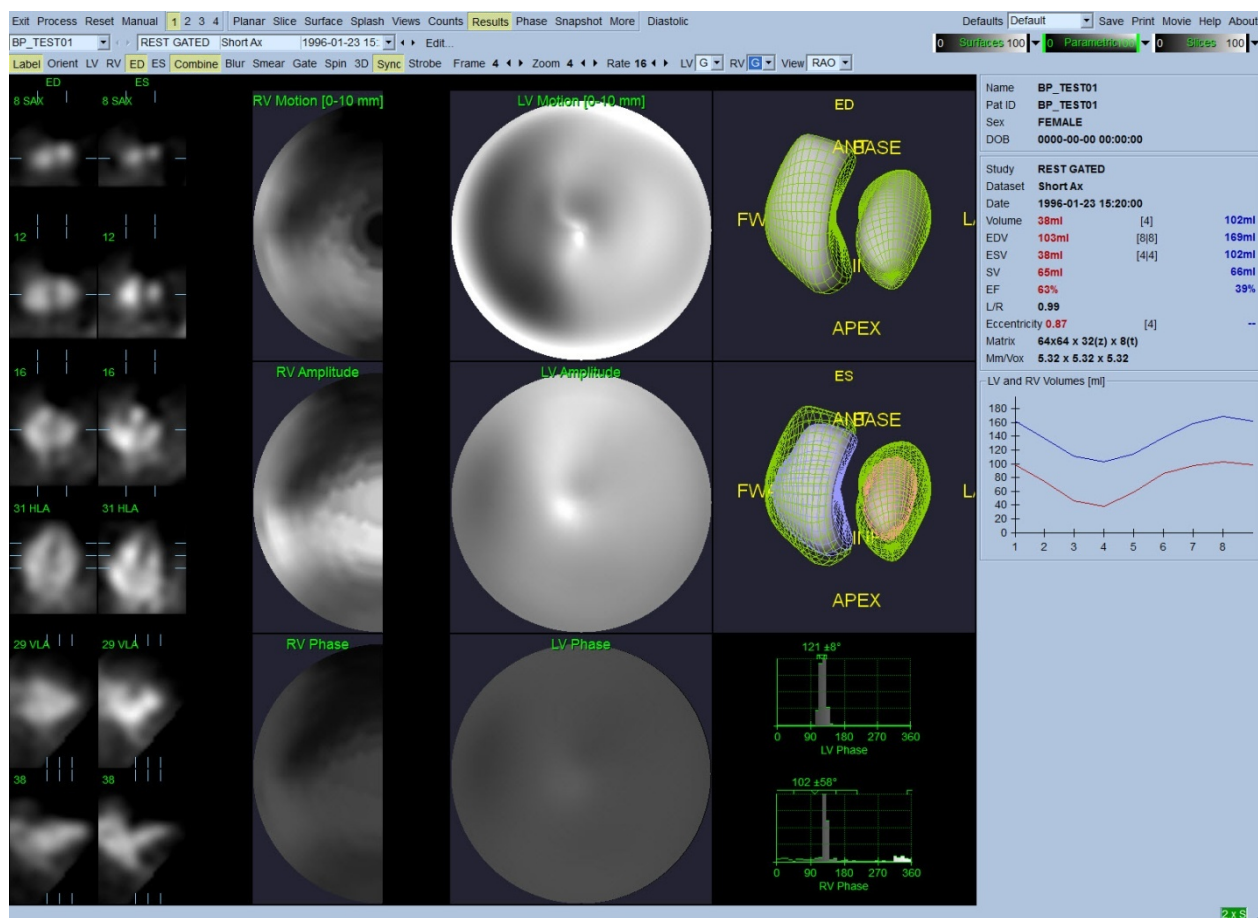 Exit Process Reset Manual 1 2 3 4 Planar Slice Surface Splash Views Counts Results Phase Snapshot More Diastolic Defaults Default Save Print Movie Help About
BP_TEST01 REST GATED Short Ax 1996-01-23 15: Edit... 0 Surfaces 100 0 Parametric 100 0 Slices 100
Label Orient LV RV ED ES Combine Blur Smear Gate Spin 3D Sync Strobe Frame 4 Zoom 4 Rate 16 LV G RV G View RAO
ED ES
8 SAX
RV Motion [0-10 mm] LV Motion [0-10 mm] ED
ANT BASE
FW
IN
APEX
12 12
16 16
RV Amplitude LV Amplitude ES
ANT BASE
FW
INF
APEX
31 HLA 31 HLA
29 VLA 29 VLA
RV Phase LV Phase
121 ±8°
0 90 180 270 360
LV Phase
38 38
102 ±58°
0 90 180 270 360
RV Phase
Name BP_TEST01
Pat ID BP_TEST01
Sex FEMALE
DOB 0000-00-00 00:00:00
Study REST GATED
Dataset Short Ax
Date 1996-01-23 15:20:00
Volume 38ml [4] 102ml
EDV 103ml [8|8] 169ml
ESV 38ml [4|4] 102ml
SV 65ml 66ml
EF 63% 39%
L/R 0.99
Eccentricity 0.87 [4] --
Matrix 64x64 x 32(z) x 8(t)
Mm/Vox 5.32 x 5.32 x 5.32
LV and RV Volumes [ml]
180
160
140
120
100
80
60
40
20
0
1 2 3 4 5 6 7 8
2 x S